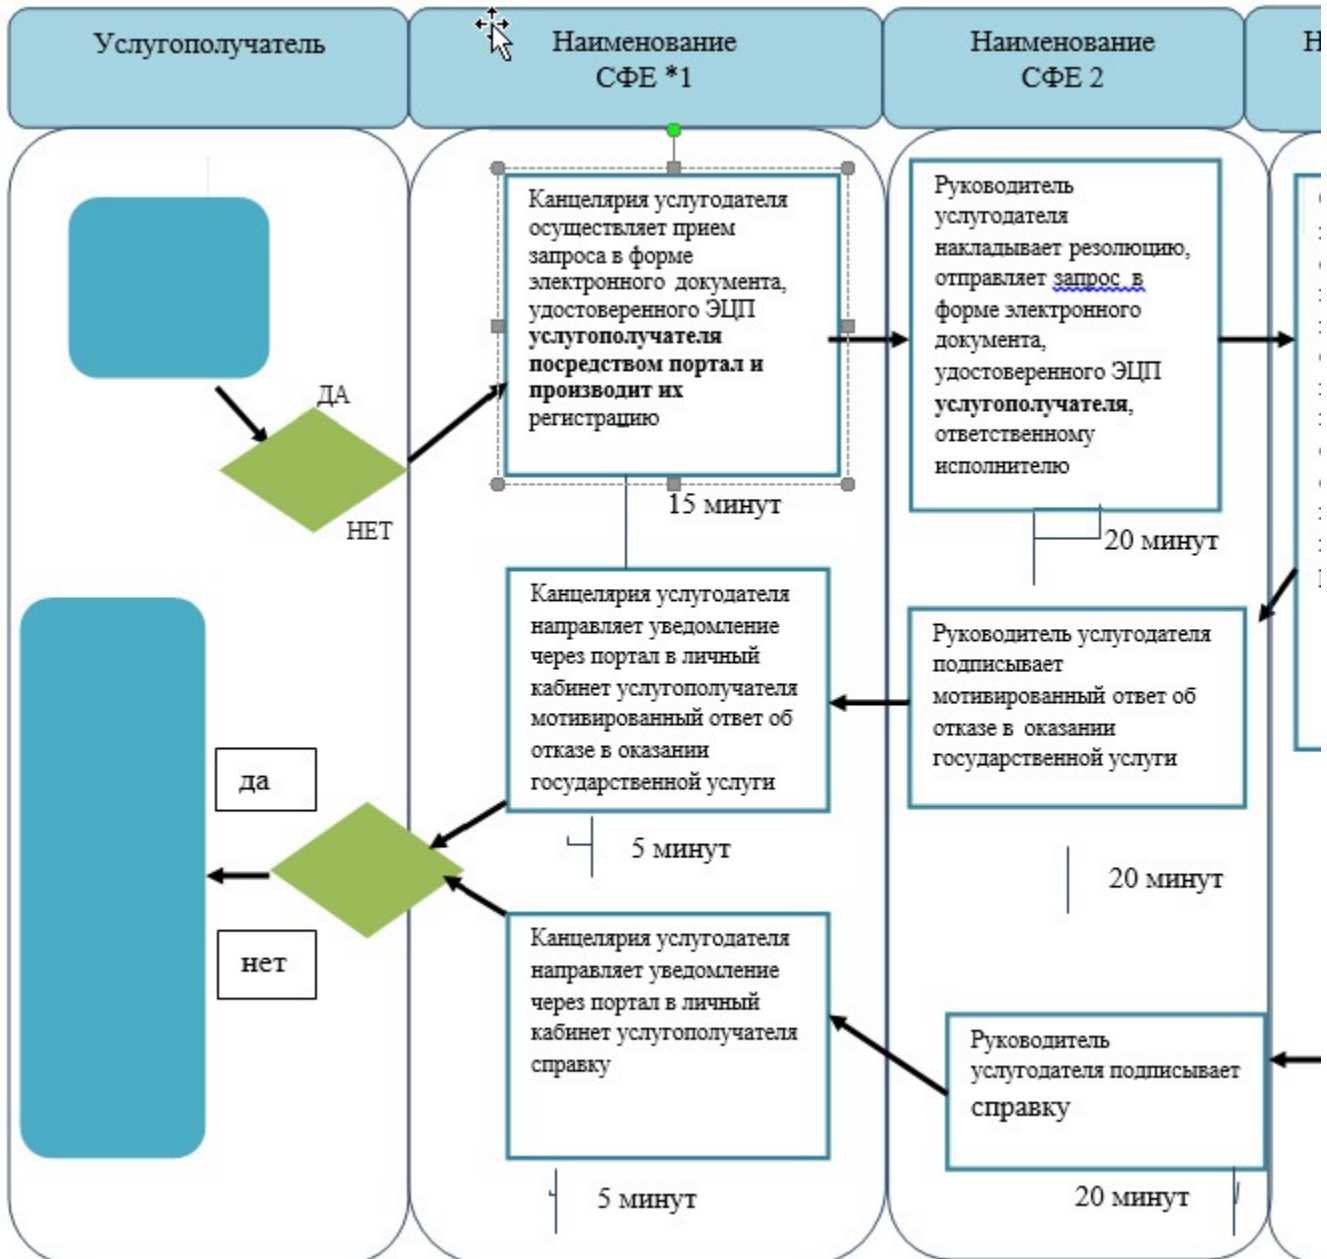 Услугополучатель
Наименование
СФЕ *1
Наименование
СФЕ 2
Н
ДА
НЕТ
Канцелярия услугодателя
осуществляет прием
запроса в форме
электронного документа,
удостоверенного ЭЦП
услугополучателя
посредством портал и
производит их
регистрацию
15 минут
Руководитель
услугодателя
накладывает резолюцию,
отправляет запрос в
форме электронного
документа,
удостоверенного ЭЦП
услугополучателя,
ответственному
исполнителю
20 минут
Канцелярия услугодателя
направляет уведомление
через портал в личный
кабинет услугополучателя
мотивированный ответ об
отказе в оказании
государственной услуги
5 минут
Руководитель услугодателя
подписывает
мотивированный ответ об
отказе в оказании
государственной услуги
20 минут
да
нет
Канцелярия услугодателя
направляет уведомление
через портал в личный
кабинет услугополучателя
справку
5 минут
Руководитель
услугодателя подписывает
справку
20 минут